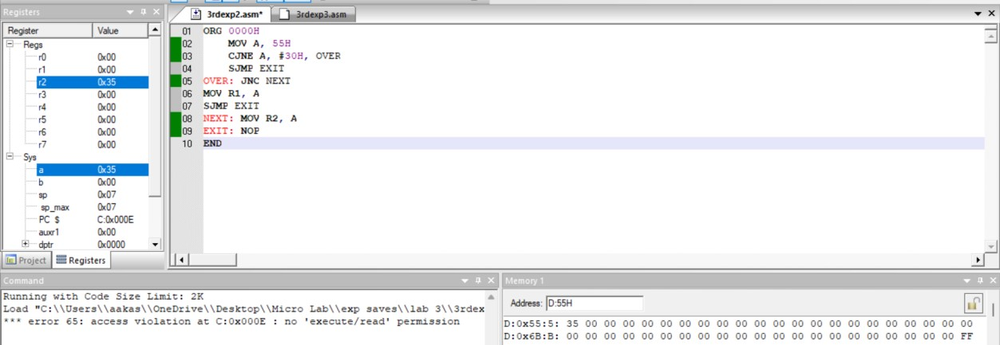 Registers
Register Value
Regs
r0 0x00
r1 0x00
r2 0x35
r3 0x00
r4 0x00
r5 0x00
r6 0x00
r7 0x00
Sys
a 0x35
b 0x00
sp 0x07
sp_max 0x07
PC $ C:0x000E
auxr1 0x00
dptr 0x0000
Project Registers
3rdexp2.asm* 3rdexp3.asm
01 ORG 0000H
02 MOV A, 55H
03 CJNE A, #30H, OVER
04 SJMP EXIT
05 OVER: JNC NEXT
06 MOV R1, A
07 SJMP EXIT
08 NEXT: MOV R2, A
09 EXIT: NOP
10 END
Command
Running with Code Size Limit: 2K
Load "C:\\Users\\aakas\\OneDrive\\Desktop\\Micro Lab\\exp saves\\lab 3\\3rdex
*** error 65: access violation at C:0x000E : no 'execute/read' permission
Memory 1
Address: D:55H
D:0x55:5: 35 00 00 00 00 00 00 00 00 00 00 00 00 00 00 00 00 00 00 00 00 00
D:0x6B:B: 00 00 00 00 00 00 00 00 00 00 00 00 00 00 00 00 00 00 00 00 00 FF